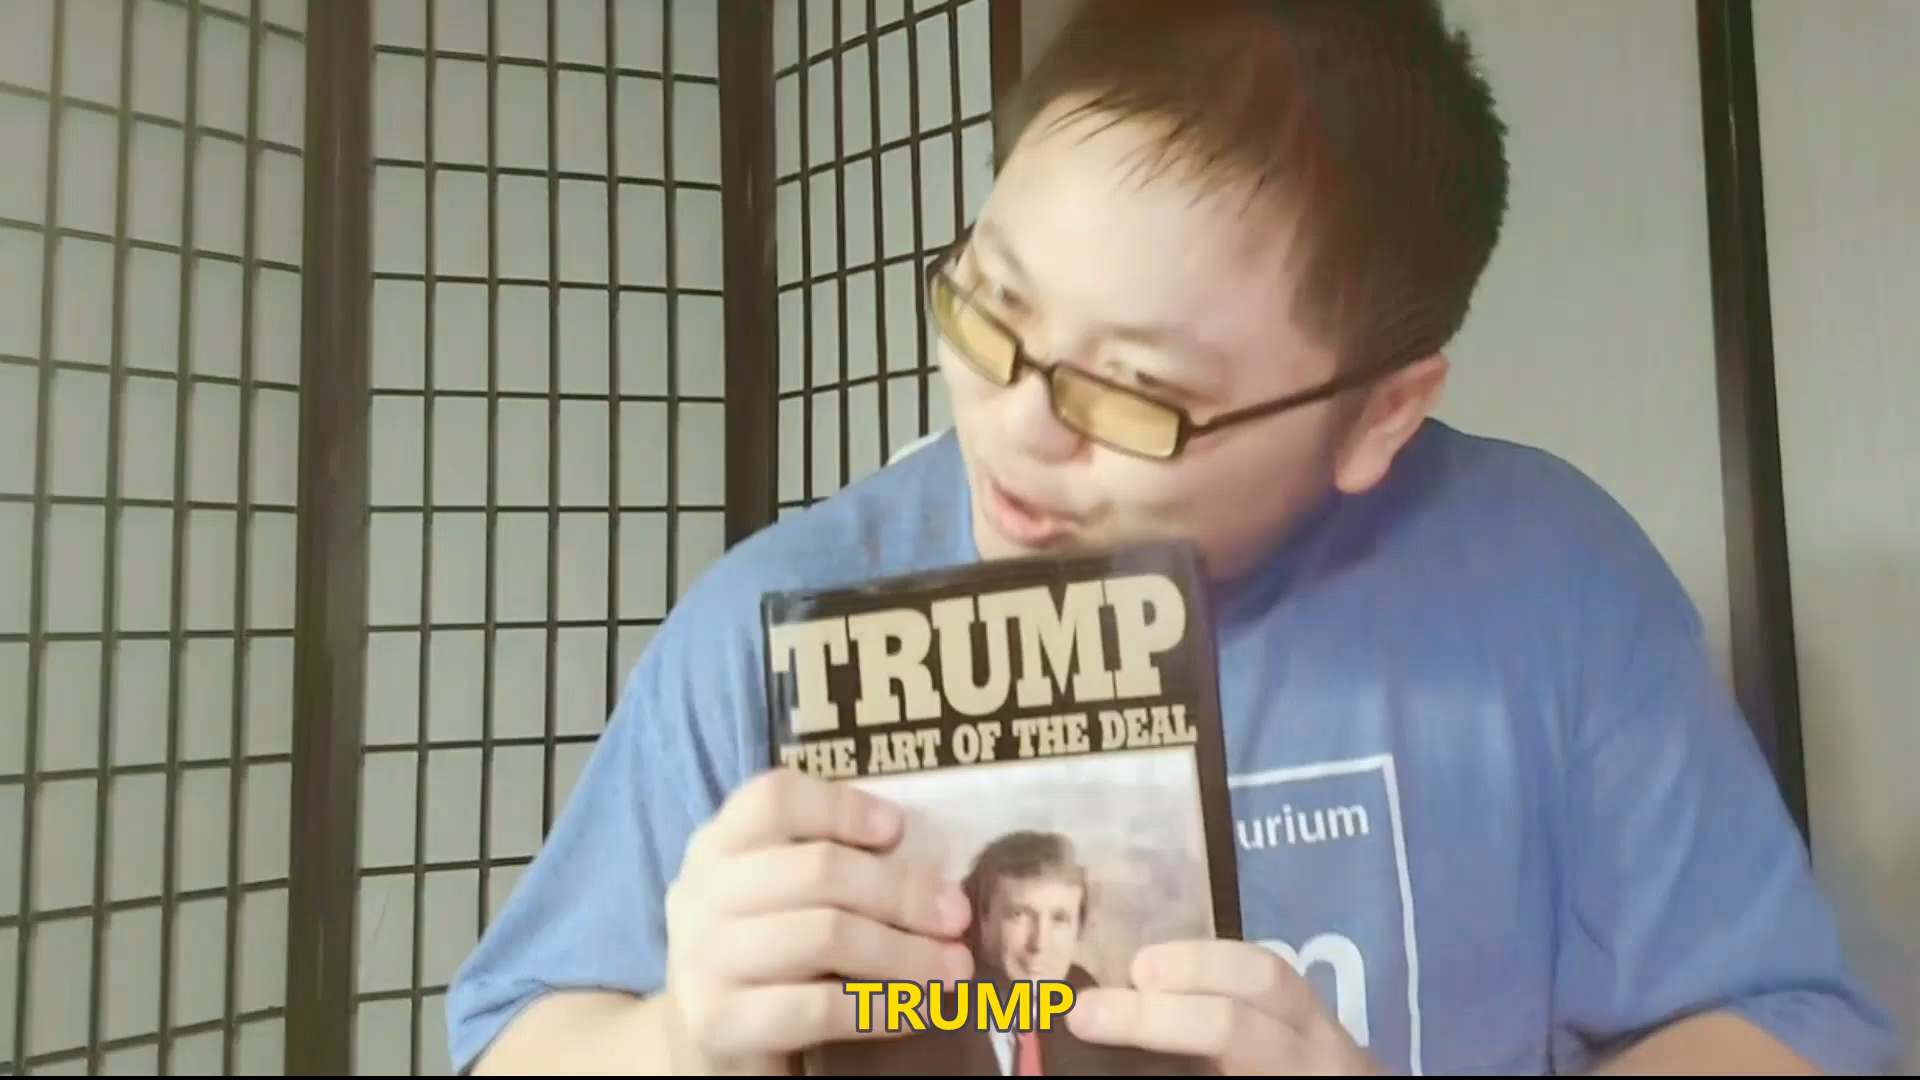 TRUMP
THE ART OF THE DEAL
urium
m
TRUMP